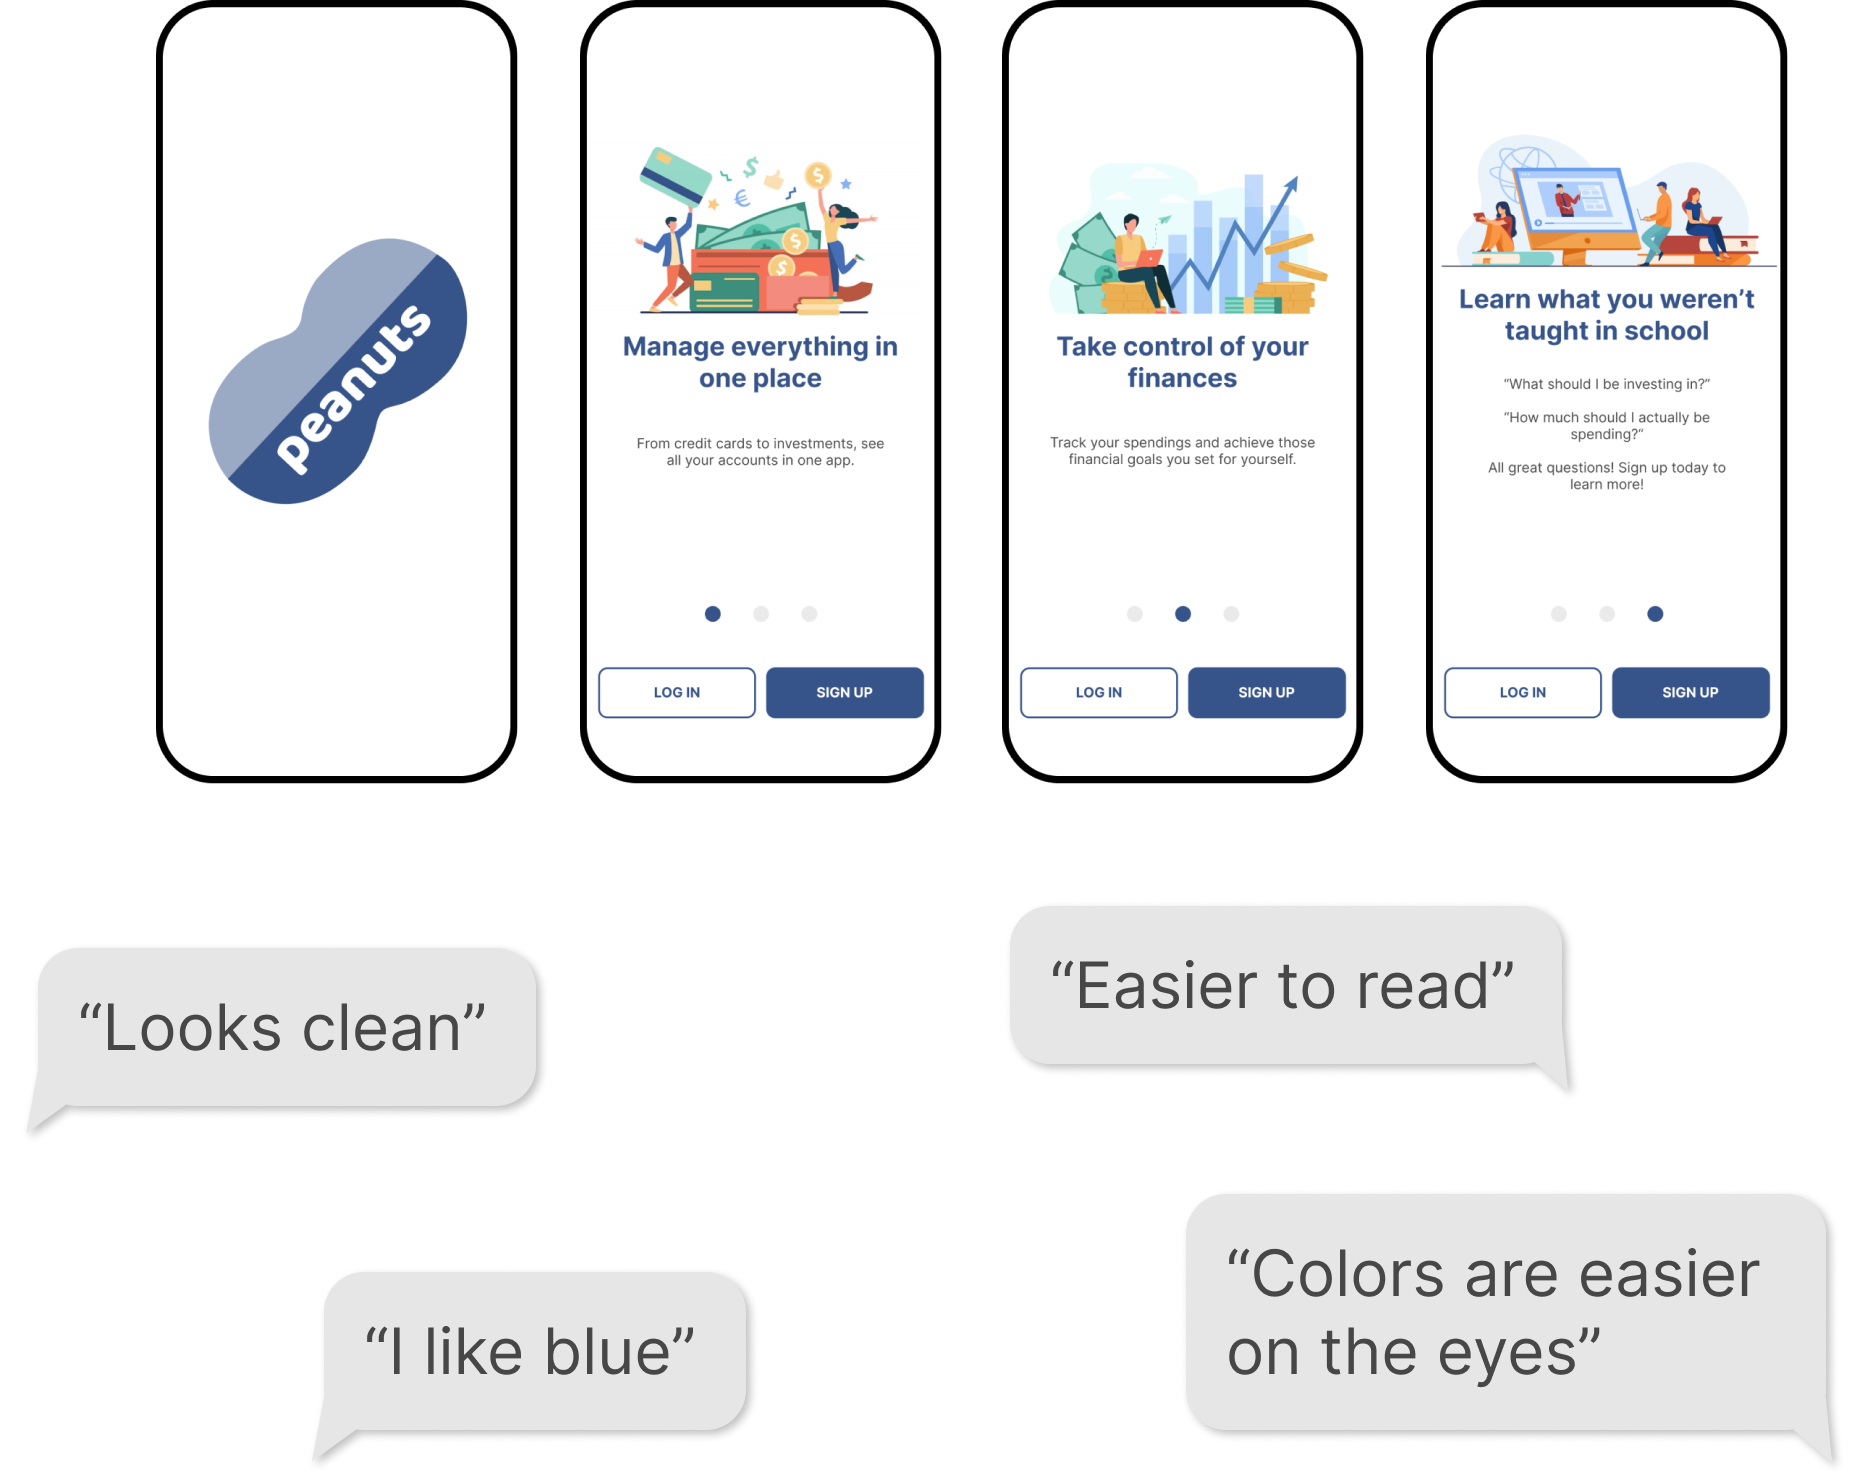 peanuts
Manage everything in
one place
From credit cards to investments, see
all your accounts in one app.
LOG IN
SIGN UP
Take control of your
finances
Track your spendings and achieve those
financial goals you set for yourself.
LOG IN
SIGN UP
Learn what you weren’t
taught in school
“What should I be investing in?”
“How much should I actually be
spending?“
All great questions! Sign up today to
learn more!
LOG IN
SIGN UP
“Looks clean”
“Easier to read”
“I like blue”
“Colors are easier
on the eyes”